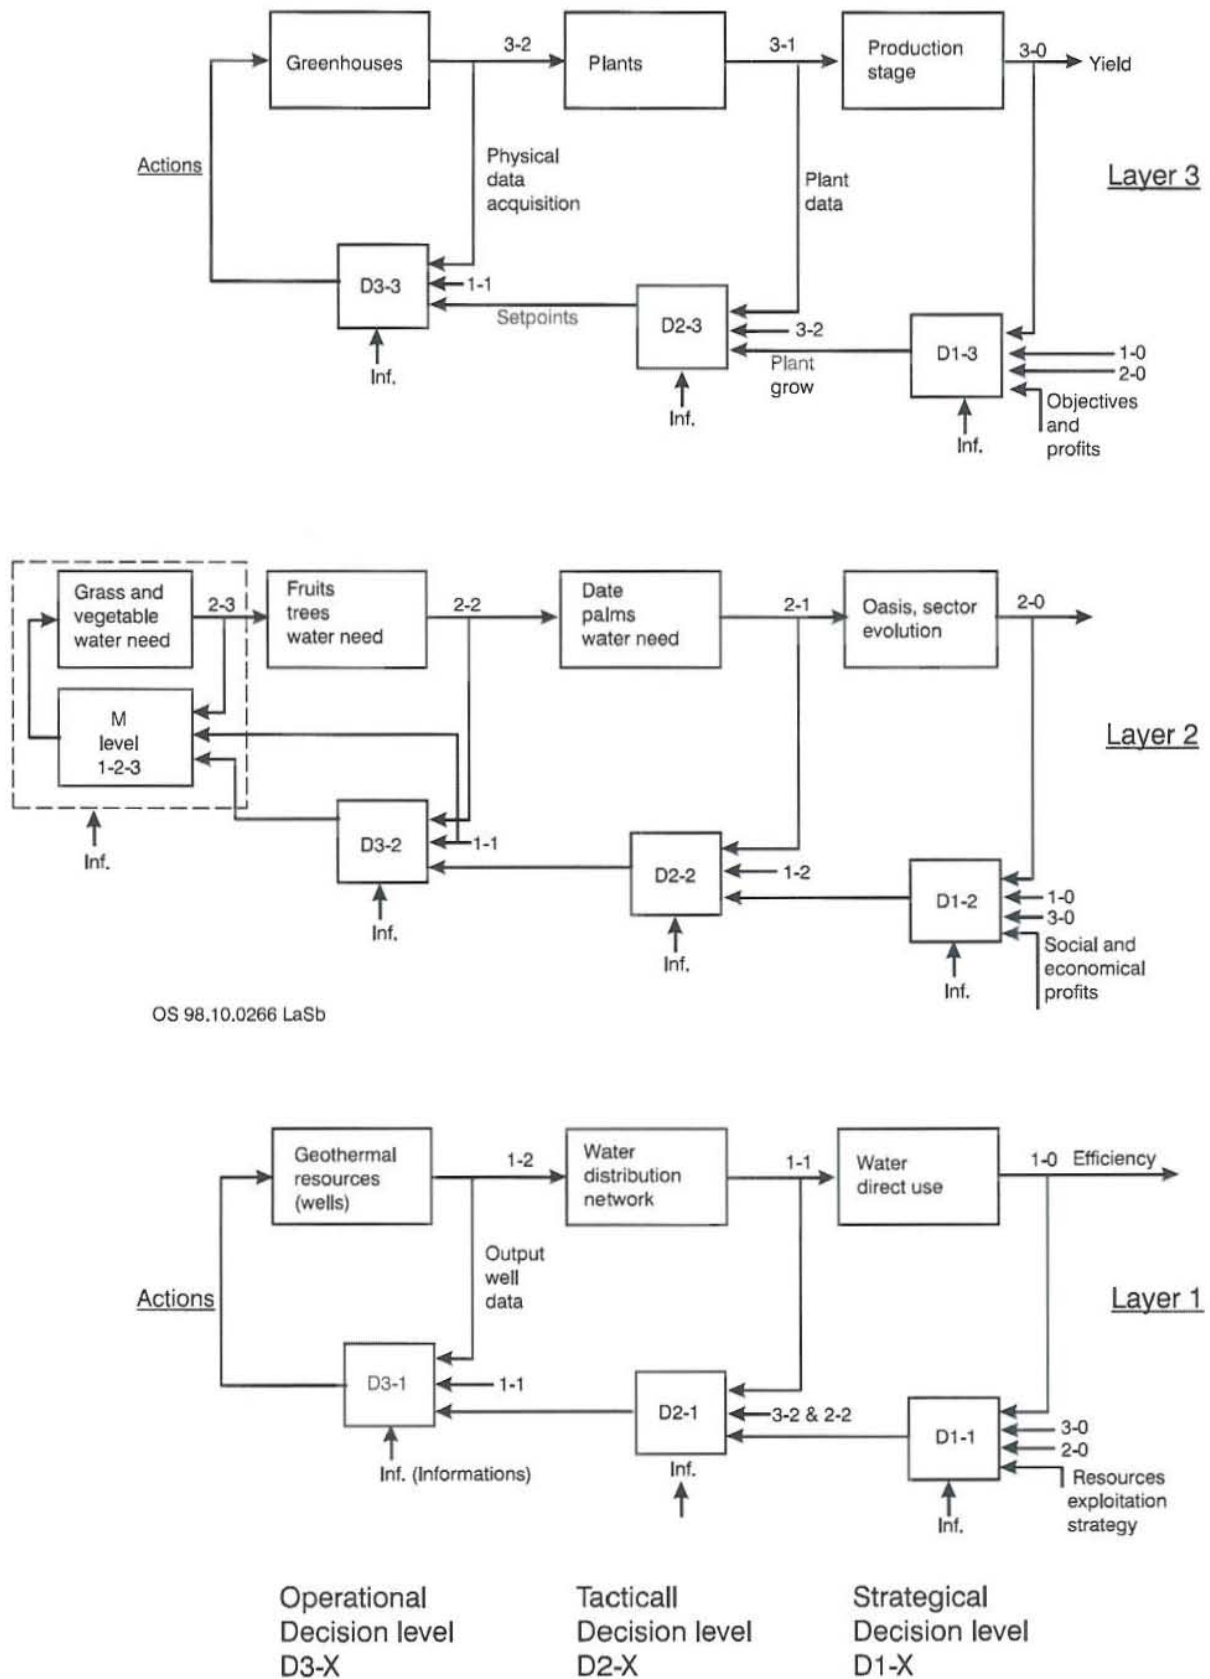 Greenhouses
3-2
Plants
3-1
Production
stage
3-0
Yield
Actions
Physical
data
acquisition
Plant
data
Layer 3
D3-3
1-1
Setpoints
Inf.
D2-3
3-2
Plant
grow
Inf.
D1-3
1-0
2-0
Objectives
and
profits
Inf.
Grass and
vegetable
water need
2-3
Fruits
trees
water need
2-2
Date
palms
water need
2-1
Oasis, sector
evolution
2-0
M
level
1-2-3
Layer 2
Inf.
D3-2
1-1
Inf.
D2-2
1-2
Inf.
D1-2
1-0
3-0
Social and
economical
profits
Inf.
OS 98.10.0266 LaSb
Geothermal
resources
(wells)
1-2
Water
distribution
network
1-1
Water
direct use
1-0 Efficiency
Actions
Output
well
data
Layer 1
D3-1
1-1
Inf. (Informations)
D2-1
3-2 & 2-2
Inf.
D1-1
3-0
2-0
Resources
exploitation
strategy
Inf.
Operational
Decision level
D3-X
Tacticall
Decision level
D2-X
Strategical
Decision level
D1-X